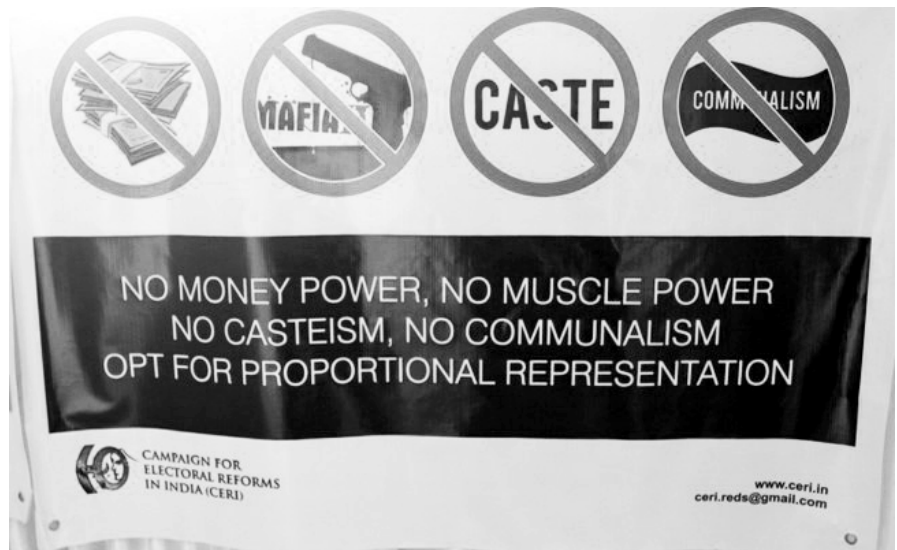 MAFIA
CASTE
COMMUNALISM
NO MONEY POWER, NO MUSCLE POWER
NO CASTEISM, NO COMMUNALISM
OPT FOR PROPORTIONAL REPRESENTATION
CAMPAIGN FOR
ELECTORAL REFORMS
IN INDIA (CERI)
www.ceri.in
ceri.reds@gmail.com